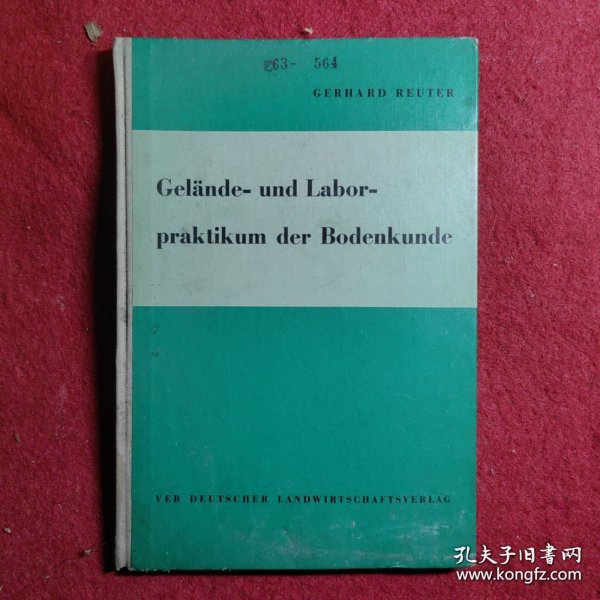 63- 564
GERHARD REUTER
Gelände- und Labor-
praktikum der Bodenkunde
VEB DEUTSCHER LANDWIRTSCHAFTSVERLAG
孔夫子旧书网
www.kongfz.com